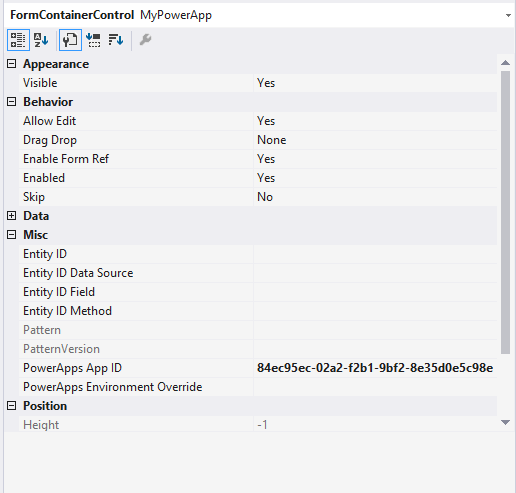 FormContainerControl MyPowerApp
Appearance
Visible Yes
Behavior
Allow Edit Yes
Drag Drop None
Enable Form Ref Yes
Enabled Yes
Skip No
Data
Misc
Entity ID
Entity ID Data Source
Entity ID Field
Entity ID Method
Pattern
PatternVersion
PowerApps App ID 84ec95ec-02a2-f2b1-9bf2-8e35d0e5c98e
PowerApps Environment Override
Position
Height -1